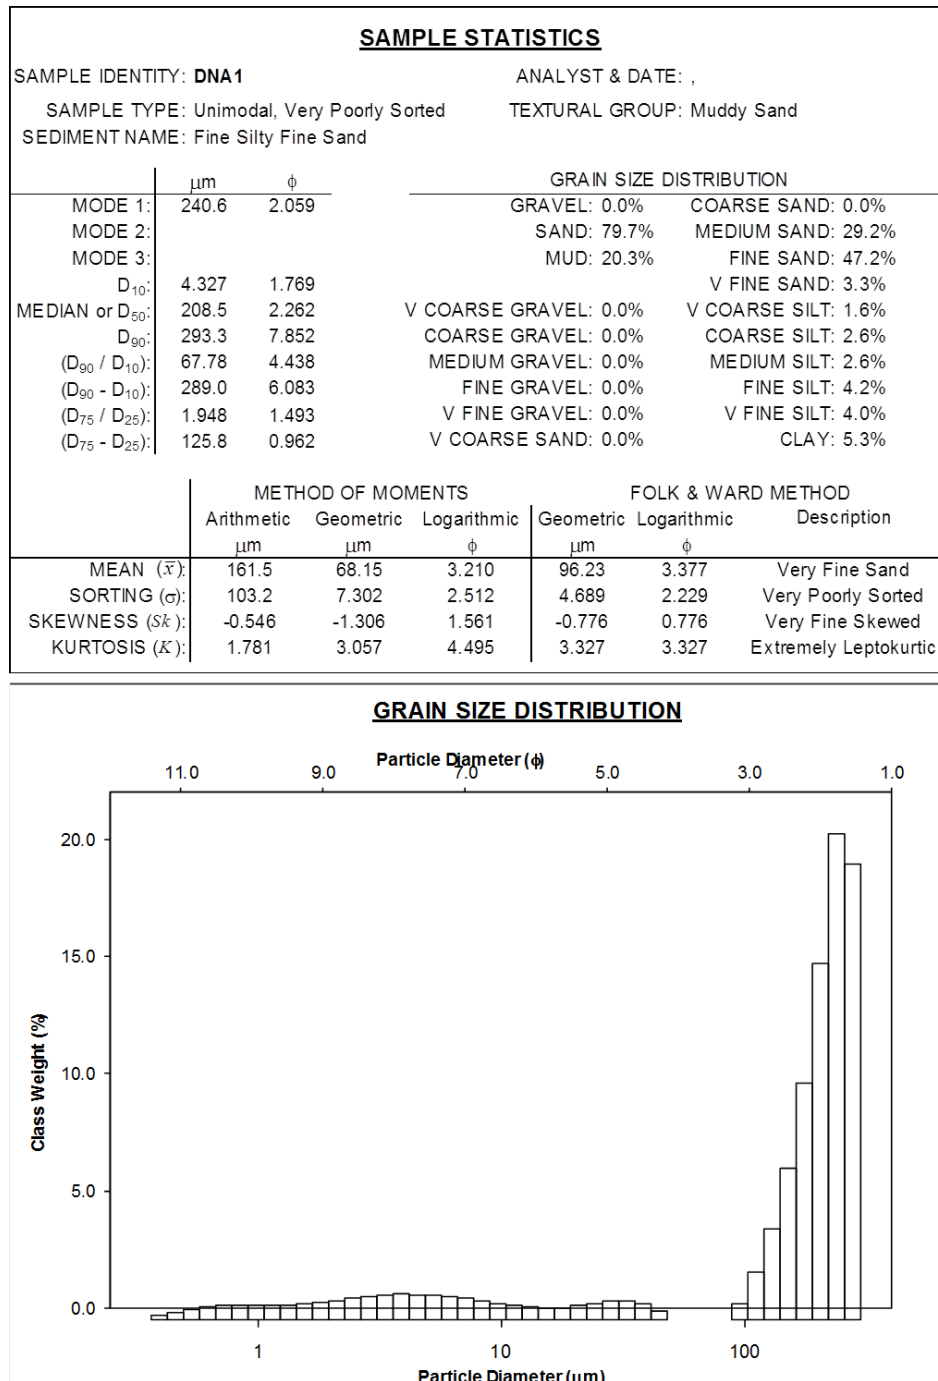 SAMPLE STATISTICS
SAMPLE IDENTITY: DNA1 ANALYST & DATE: ,
SAMPLE TYPE: Unimodal, Very Poorly Sorted TEXTURAL GROUP: Muddy Sand
SEDIMENT NAME: Fine Silty Fine Sand
μm ϕ GRAIN SIZE DISTRIBUTION
MODE 1: 240.6 2.059 GRAVEL: 0.0% COARSE SAND: 0.0%
MODE 2: SAND: 79.7% MEDIUM SAND: 29.2%
MODE 3: MUD: 20.3% FINE SAND: 47.2%
D10: 4.327 1.769 V FINE SAND: 3.3%
MEDIAN or D50: 208.5 2.262 V COARSE GRAVEL: 0.0% V COARSE SILT: 1.6%
D90: 293.3 7.852 COARSE GRAVEL: 0.0% COARSE SILT: 2.6%
(D90 / D10): 67.78 4.438 MEDIUM GRAVEL: 0.0% MEDIUM SILT: 2.6%
(D90 - D10): 289.0 6.083 FINE GRAVEL: 0.0% FINE SILT: 4.2%
(D75 / D25): 1.948 1.493 V FINE GRAVEL: 0.0% V FINE SILT: 4.0%
(D75 - D25): 125.8 0.962 V COARSE SAND: 0.0% CLAY: 5.3%
METHOD OF MOMENTS FOLK & WARD METHOD
Arithmetic Geometric Logarithmic Geometric Logarithmic Description
μm μm ϕ μm ϕ
MEAN (x̄): 161.5 68.15 3.210 96.23 3.377 Very Fine Sand
SORTING (σ): 103.2 7.302 2.512 4.689 2.229 Very Poorly Sorted
SKEWNESS (Sk): -0.546 -1.306 1.561 -0.776 0.776 Very Fine Skewed
KURTOSIS (K): 1.781 3.057 4.495 3.327 3.327 Extremely Leptokurtic
GRAIN SIZE DISTRIBUTION
Particle Diameter (ϕ)
11.0 9.0 7.0 5.0 3.0 1.0
20.0
15.0
10.0
5.0
0.0
Class Weight (%)
1 10 100
Particle Diameter (μm)